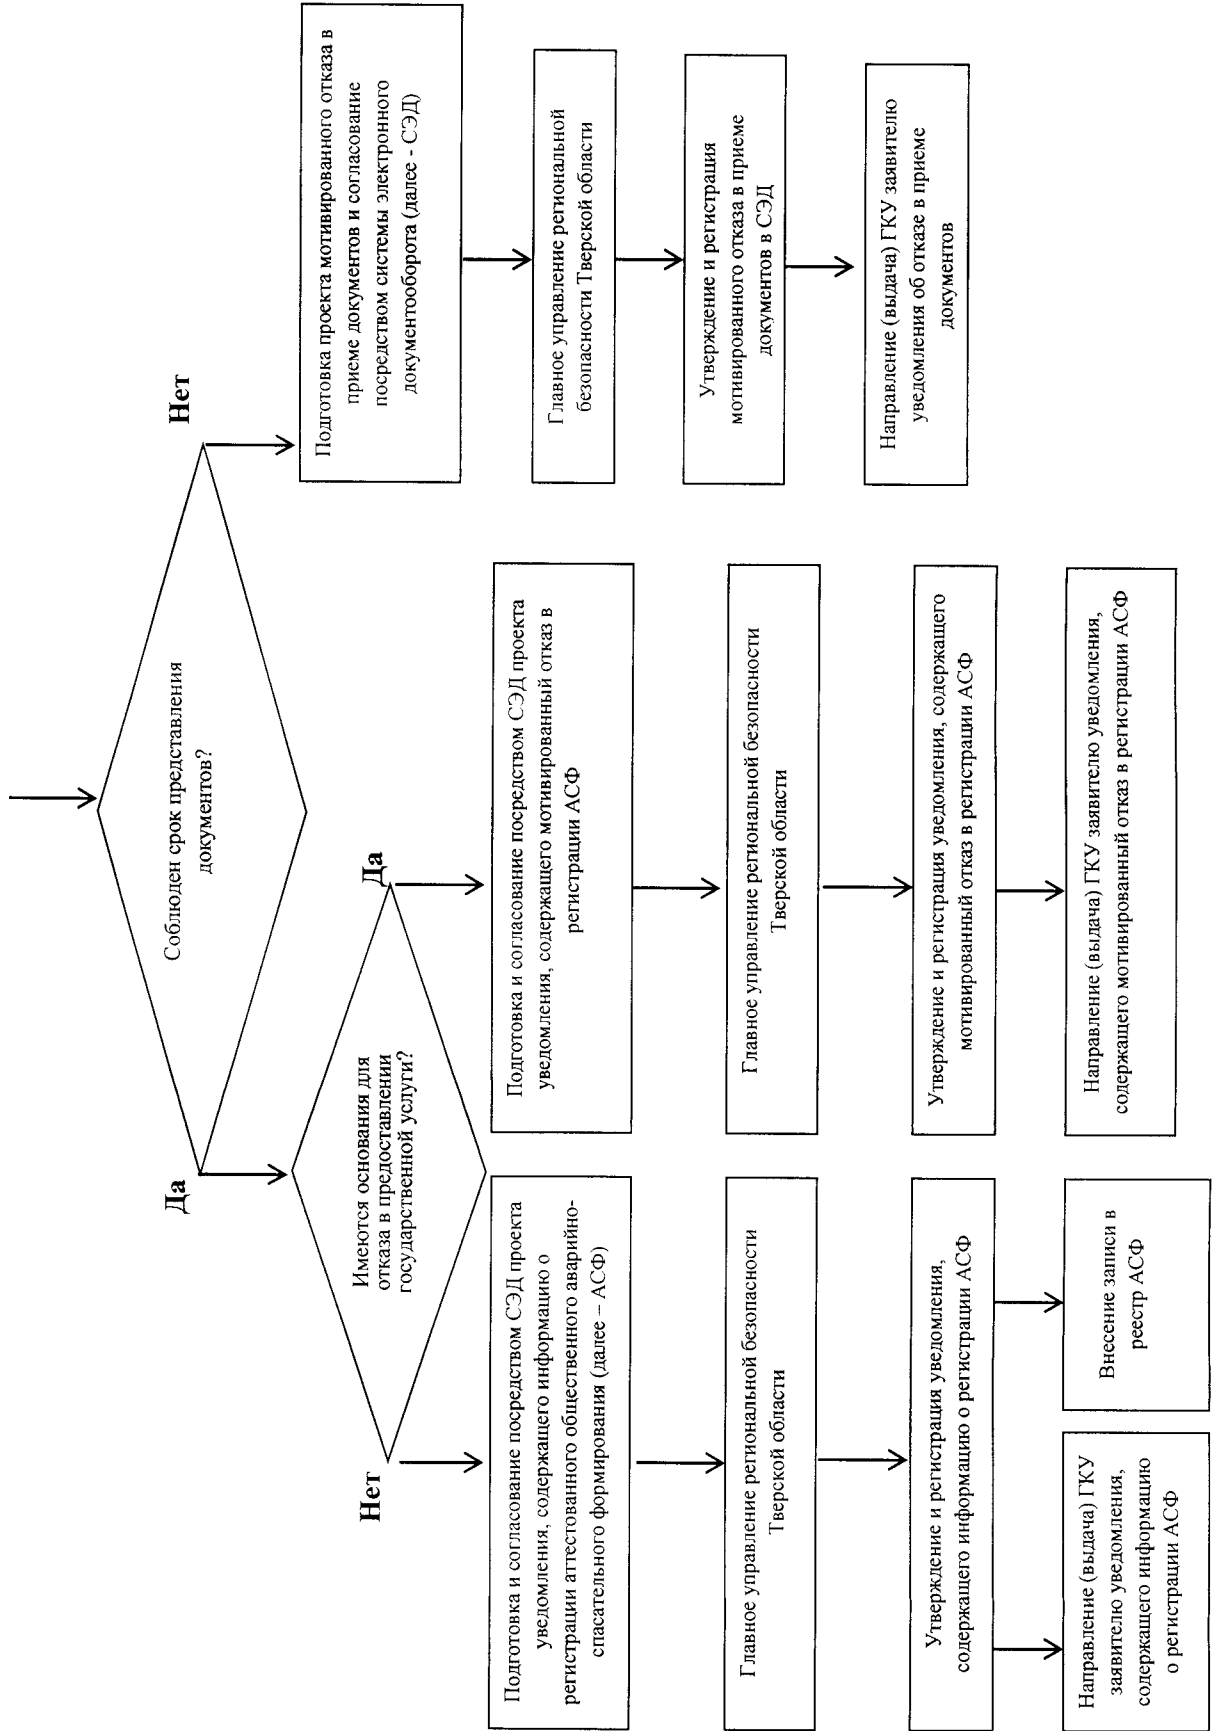 Соблюден срок представления
документов?
Да
Нет
Имеются основания для
отказа в предоставлении
государственной услуги?
Нет
Да
Подготовка и согласование посредством СЭД проекта
уведомления, содержащего информацию о
регистрации аттестованного общественного аварийно-
спасательного формирования (далее – АСФ)
Главное управление региональной безопасности
Тверской области
Утверждение и регистрация уведомления,
содержащего информацию о регистрации АСФ
Направление (выдача) ГКУ
заявителю уведомления,
содержащего информацию
о регистрации АСФ
Внесение записи в
реестр АСФ
Подготовка и согласование посредством СЭД проекта
уведомления, содержащего мотивированный отказ в
регистрации АСФ
Главное управление региональной безопасности
Тверской области
Утверждение и регистрация уведомления, содержащего
мотивированный отказ в регистрации АСФ
Направление (выдача) ГКУ заявителю уведомления,
содержащего мотивированный отказ в регистрации АСФ
Подготовка проекта мотивированного отказа в
приеме документов и согласование
посредством системы электронного
документооборота (далее - СЭД)
Главное управление региональной
безопасности Тверской области
Утверждение и регистрация
мотивированного отказа в приеме
документов в СЭД
Направление (выдача) ГКУ заявителю
уведомления об отказе в приеме
документов